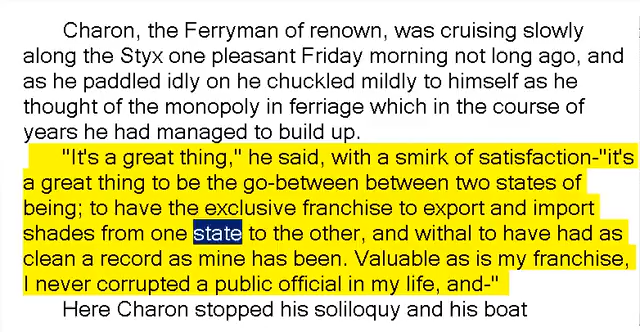 Charon, the Ferryman of renown, was cruising slowly
along the Styx one pleasant Friday morning not long ago, and
as he paddled idly on he chuckled mildly to himself as he
thought of the monopoly in ferriage which in the course of
years he had managed to build up.
"It's a great thing," he said, with a smirk of satisfaction-"it's
a great thing to be the go-between between two states of
being; to have the exclusive franchise to export and import
shades from one state to the other, and withal to have had as
clean a record as mine has been. Valuable as is my franchise,
I never corrupted a public official in my life, and-"
Here Charon stopped his soliloquy and his boat